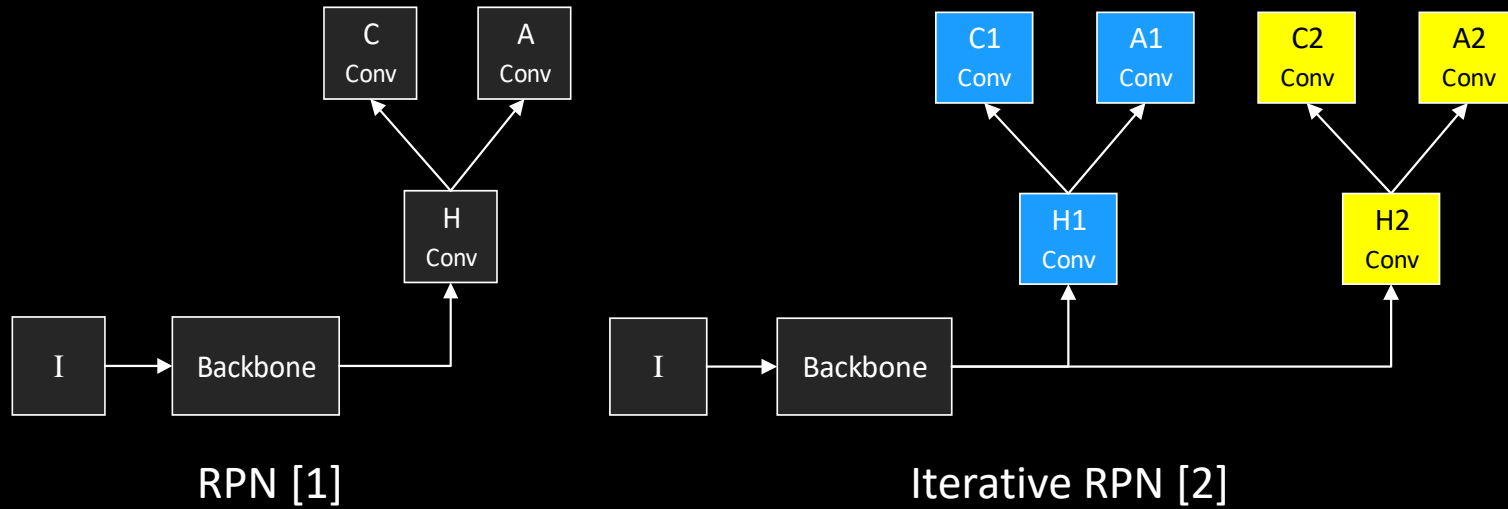 C
Conv
A
Conv
H
Conv
I
Backbone
RPN [1]
C1
Conv
A1
Conv
C2
Conv
A2
Conv
H1
Conv
H2
Conv
I
Backbone
Iterative RPN [2]